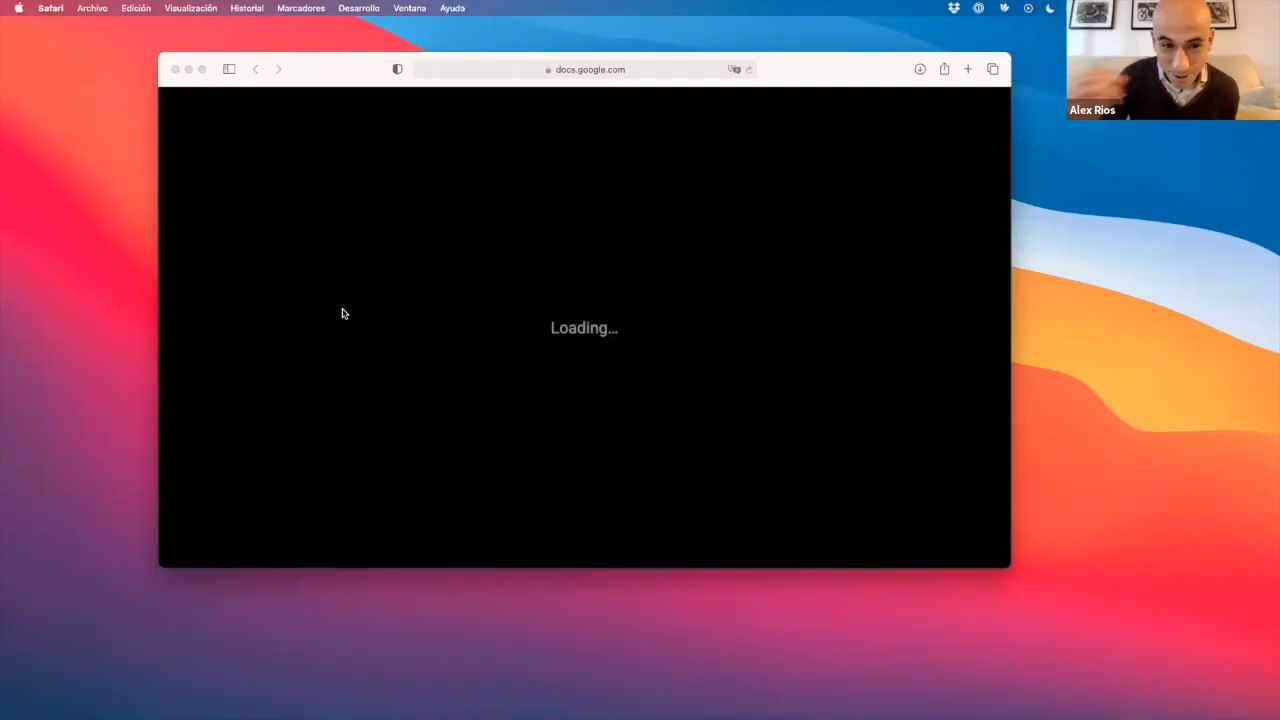 Safari Archivo Edición Visualización Historial Marcadores Desarrollo Ventana Ayuda
docs.google.com
Alex Rios
Loading...